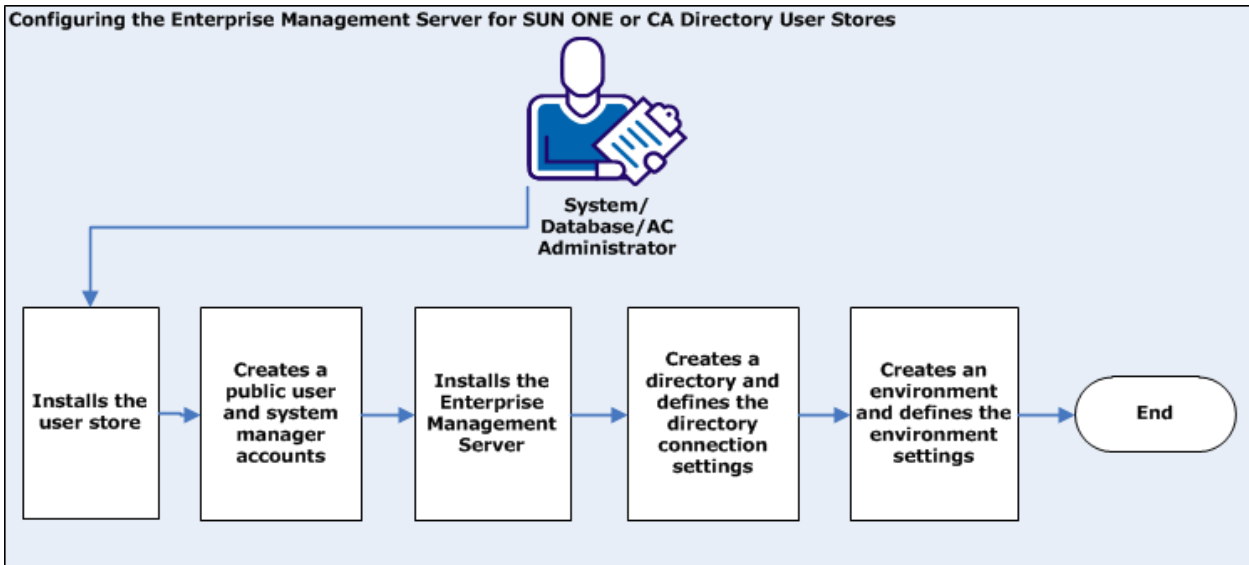 Configuring the Enterprise Management Server for SUN ONE or CA Directory User Stores
System/
Database/AC
Administrator
Installs the
user store
Creates a
public user
and system
manager
accounts
Installs the
Enterprise
Management
Server
Creates a
directory and
defines the
directory
connection
settings
Creates an
environment
and defines the
environment
settings
End